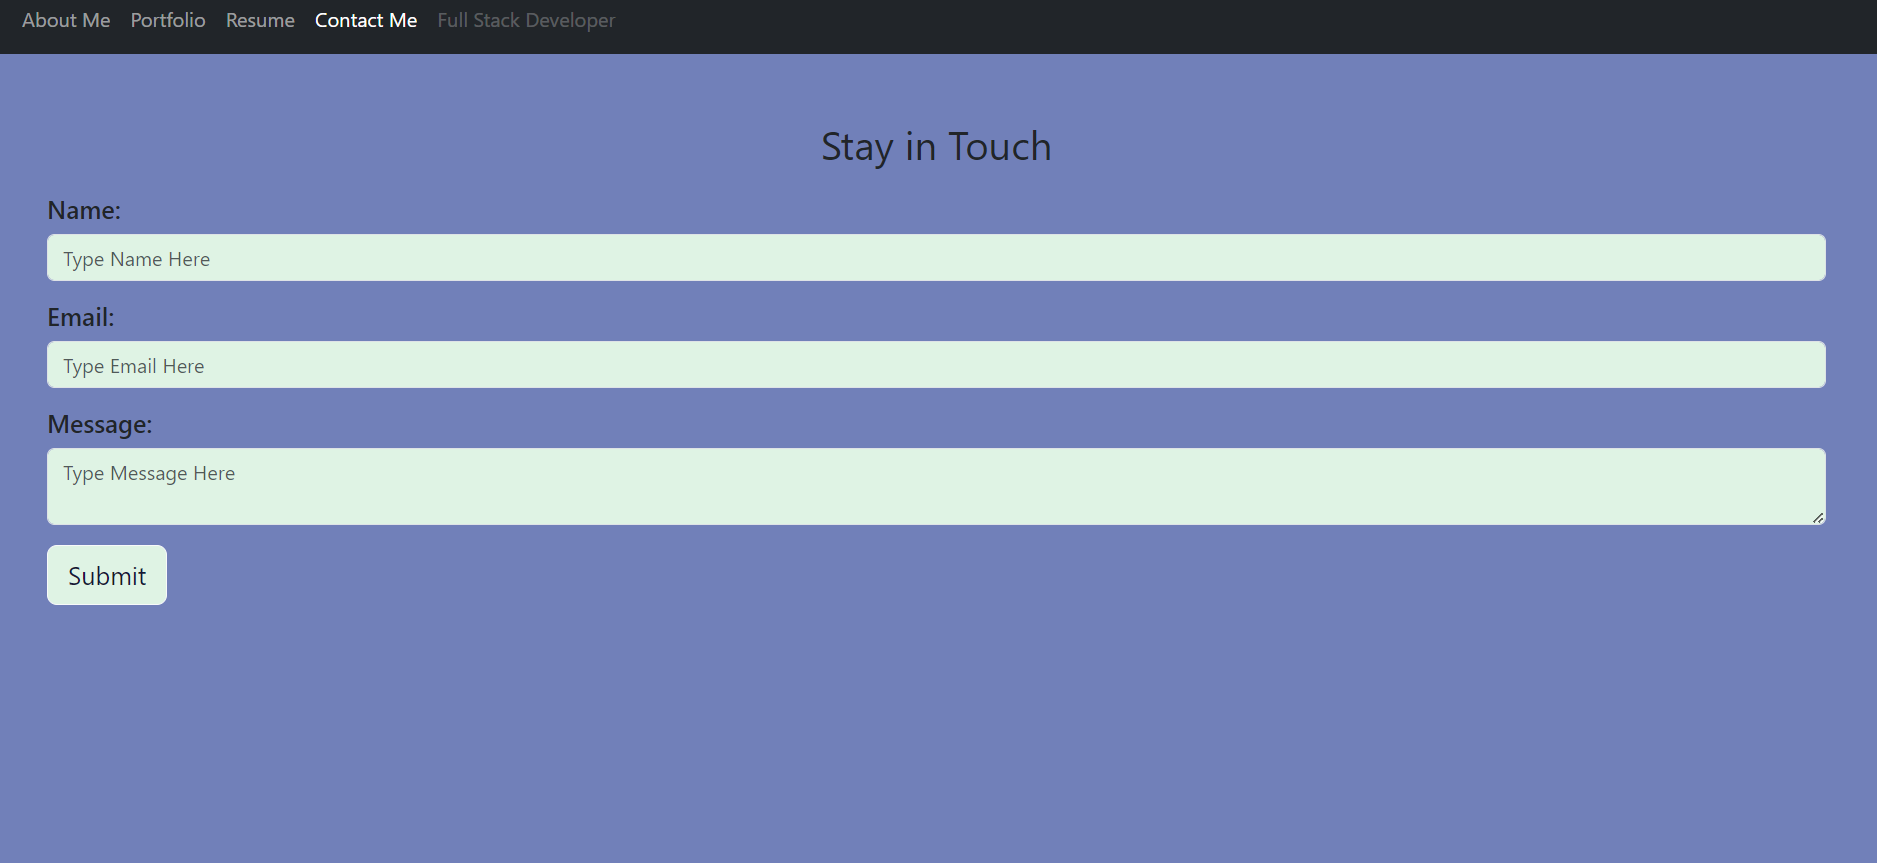 About Me Portfolio Resume Contact Me Full Stack Developer
Stay in Touch
Name:
Type Name Here
Email:
Type Email Here
Message:
Type Message Here
Submit